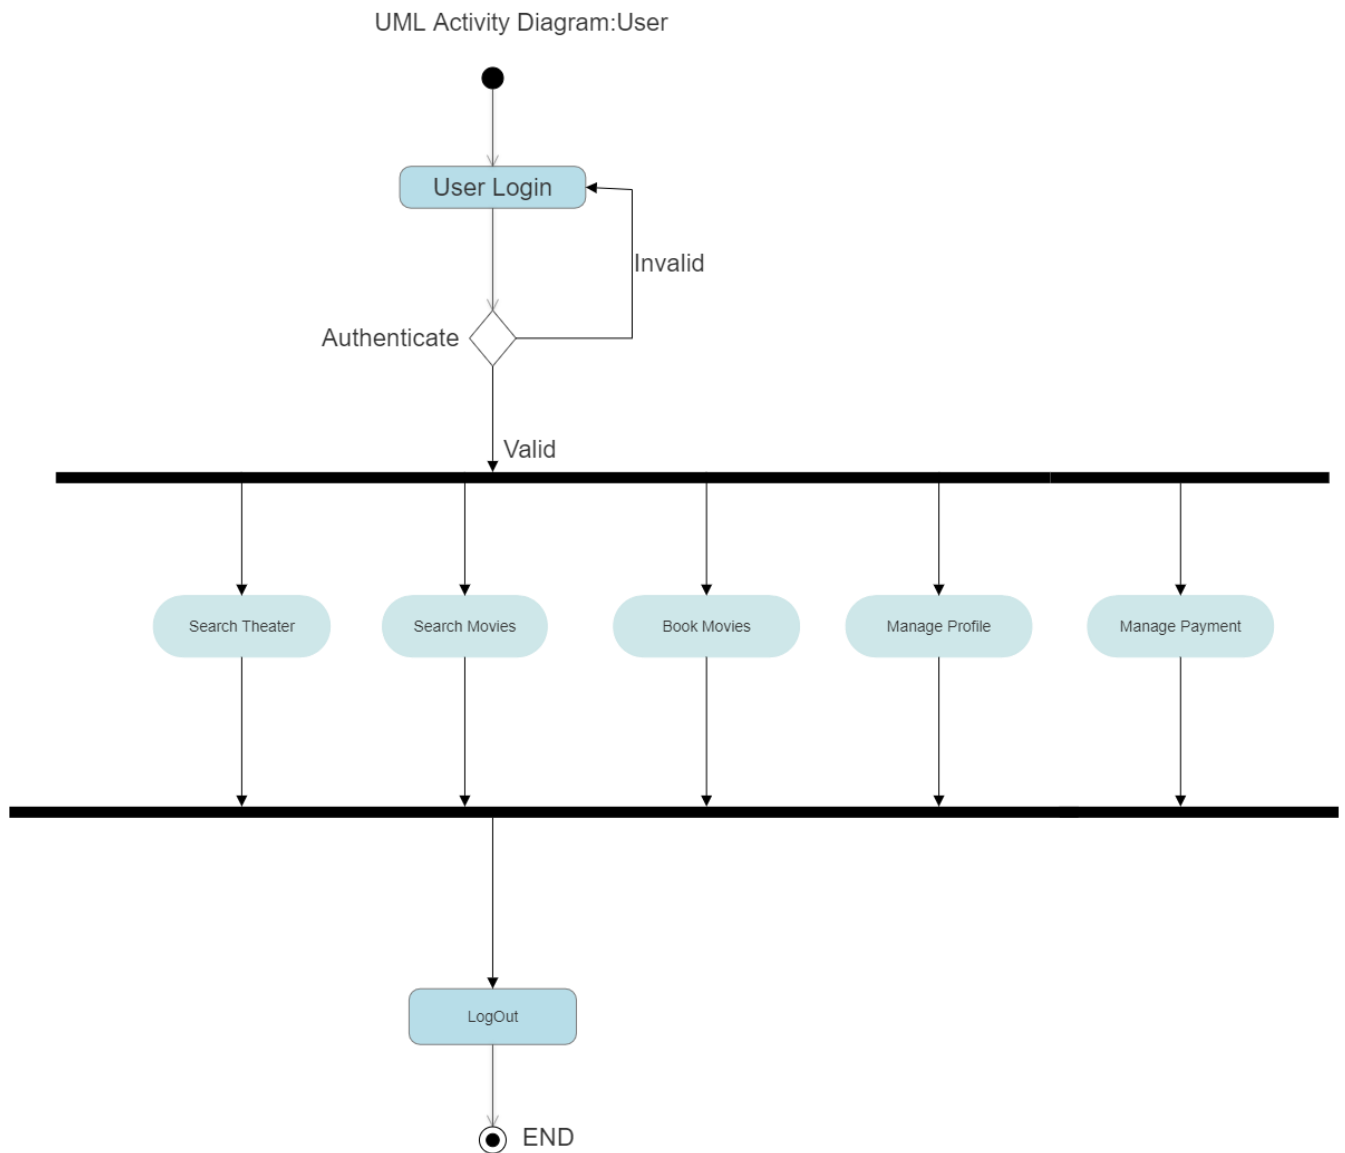 UML Activity Diagram:User
User Login
Invalid
Authenticate
Valid
Search Theater
Search Movies
Book Movies
Manage Profile
Manage Payment
LogOut
END